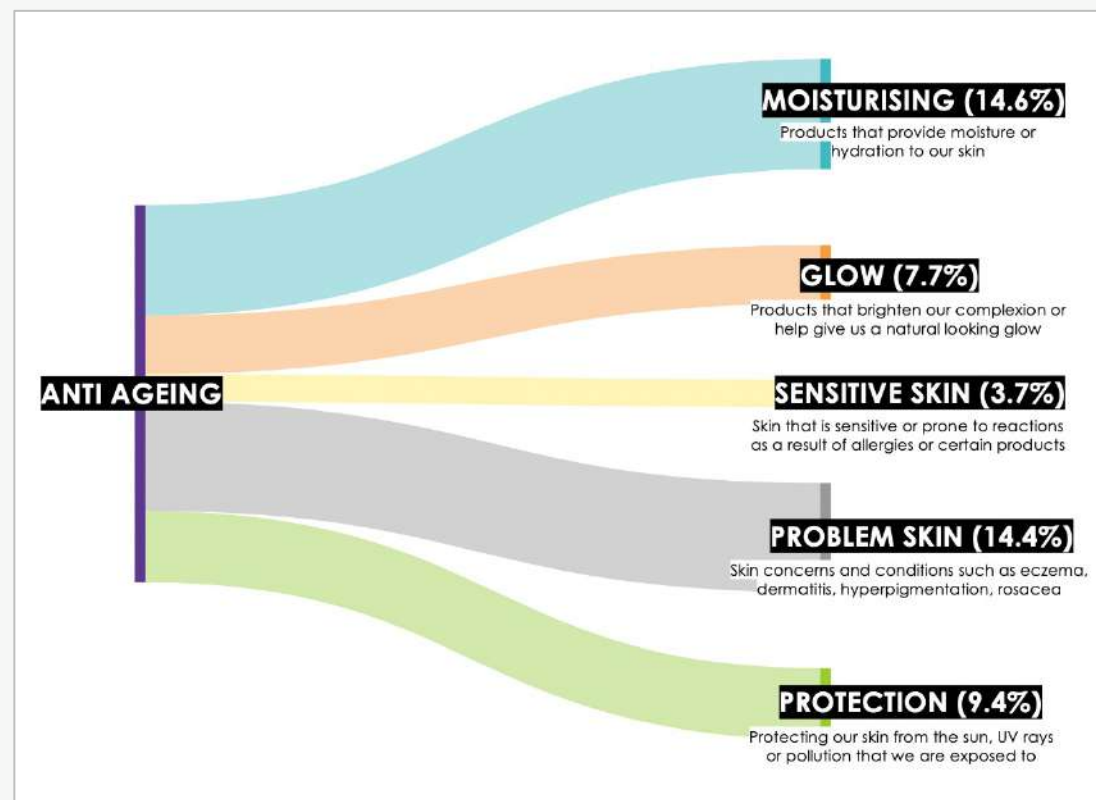 MOISTURISING (14.6%)
Products that provide moisture or
hydration to our skin
GLOW (7.7%)
Products that brighten our complexion or
help give us a natural looking glow
ANTI AGEING
SENSITIVE SKIN (3.7%)
Skin that is sensitive or prone to reactions
as a result of allergies or certain products
PROBLEM SKIN (14.4%)
Skin concerns and conditions such as eczema,
dermatitis, hyperpigmentation, rosacea
PROTECTION (9.4%)
Protecting our skin from the sun, UV rays
or pollution that we are exposed to